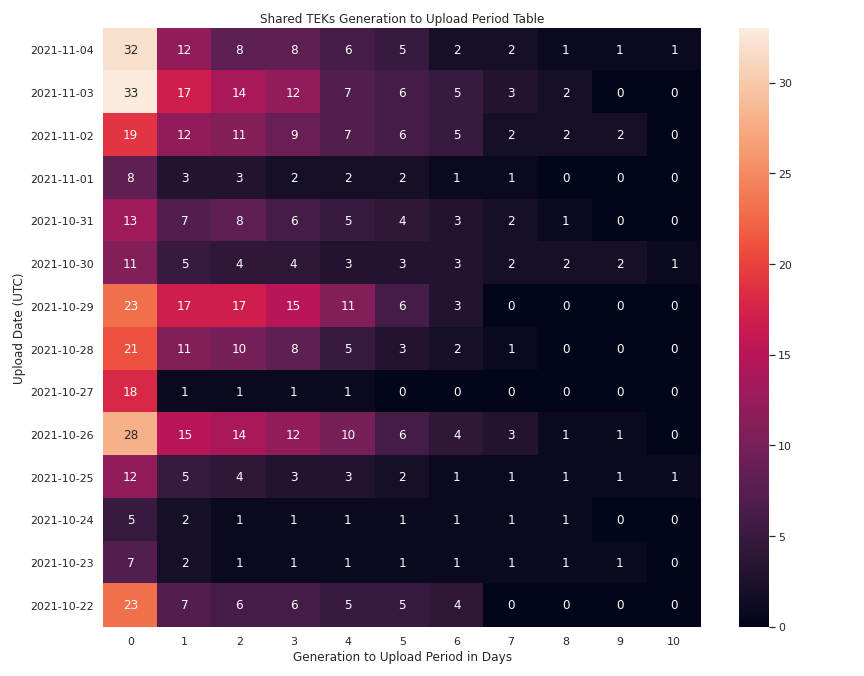 Shared TEKs Generation to Upload Period Table
Upload Date (UTC)
2021-11-04 32 12 8 8 6 5 2 2 1 1 1
2021-11-03 33 17 14 12 7 6 5 3 2 0 0
2021-11-02 19 12 11 9 7 6 5 2 2 2 0
2021-11-01 8 3 3 2 2 2 1 1 0 0 0
2021-10-31 13 7 8 6 5 4 3 2 1 0 0
2021-10-30 11 5 4 4 3 3 3 2 2 2 1
2021-10-29 23 17 17 15 11 6 3 0 0 0 0
2021-10-28 21 11 10 8 5 3 2 1 0 0 0
2021-10-27 18 1 1 1 1 0 0 0 0 0 0
2021-10-26 28 15 14 12 10 6 4 3 1 1 0
2021-10-25 12 5 4 3 3 2 1 1 1 1 1
2021-10-24 5 2 1 1 1 1 1 1 1 0 0
2021-10-23 7 2 1 1 1 1 1 1 1 1 0
2021-10-22 23 7 6 6 5 5 4 0 0 0 0
0 1 2 3 4 5 6 7 8 9 10
Generation to Upload Period in Days
30
25
20
15
10
5
0